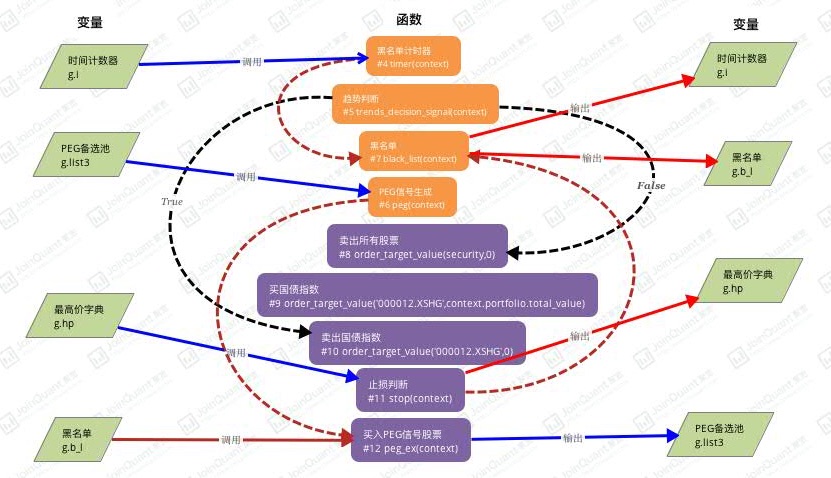 变量
函数
变量
时间计数器
g.i
调用
黑名单计时器
#4 timer(context)
时间计数器
g.i
趋势判断
#5 trends_decision_signal(context)
输出
PEG备选池
g.list3
调用
黑名单
#7 black_list(context)
输出
黑名单
g.b_l
True
PEG信号生成
#6 peg(context)
False
卖出所有股票
#8 order_target_value(security,0)
买国债指数
#9 order_target_value('000012.XSHG',context.portfolio.total_value)
最高价字典
g.hp
最高价字典
g.hp
卖出国债指数
#10 order_target_value('000012.XSHG',0)
调用
输出
止损判断
#11 stop(context)
黑名单
g.b_l
调用
买入PEG信号股票
#12 peg_ex(context)
输出
PEG备选池
g.list3
JoinQuant 聚宽